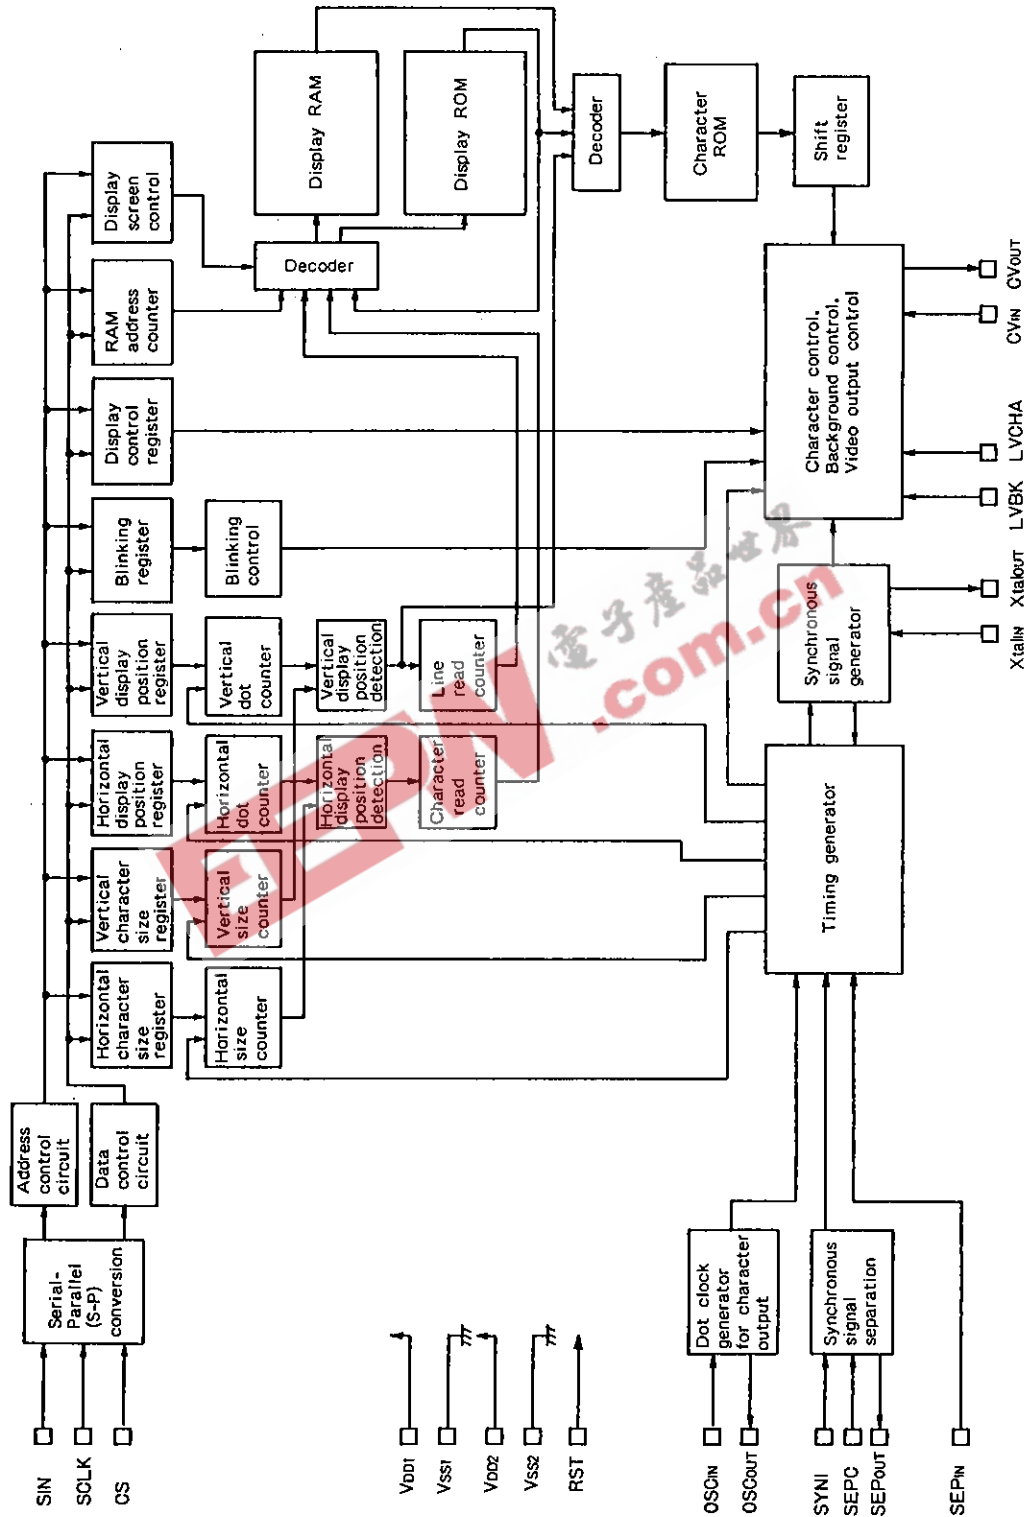 SIN
SCLK
CS
Serial-
Parallel
(S-P)
conversion
Address
control
circuit
Data
control
circuit
Horizontal
character
size
register
Vertical
character
size
register
Horizontal
display
position
register
Vertical
display
position
register
Blinking
register
Display
control
register
RAM
address
counter
Display
screen
control
Horizontal
size
counter
Vertical
size
counter
Horizontal
dot
counter
Vertical
dot
counter
Blinking
control
Horizontal
display
position
detection
Vertical
display
position
detection
Character
read
counter
Line
read
counter
Decoder
Display RAM
Display ROM
Decoder
Character
ROM
Shift
register
VDD1
VSS1
VDD2
VSS2
RST
OSCIN
OSCOUT
SYNI
SEPC
SEPOUT
SEPIN
Dot clock
generator
for character
output
Synchronous
signal
separation
Timing generator
Synchronous
signal
generator
Character control.
Background control.
Video output control
XtalIN
XtalOUT
LVBK
LVCHA
CVIN
CVOUT
EEPW
.com.cn
電子產品世界